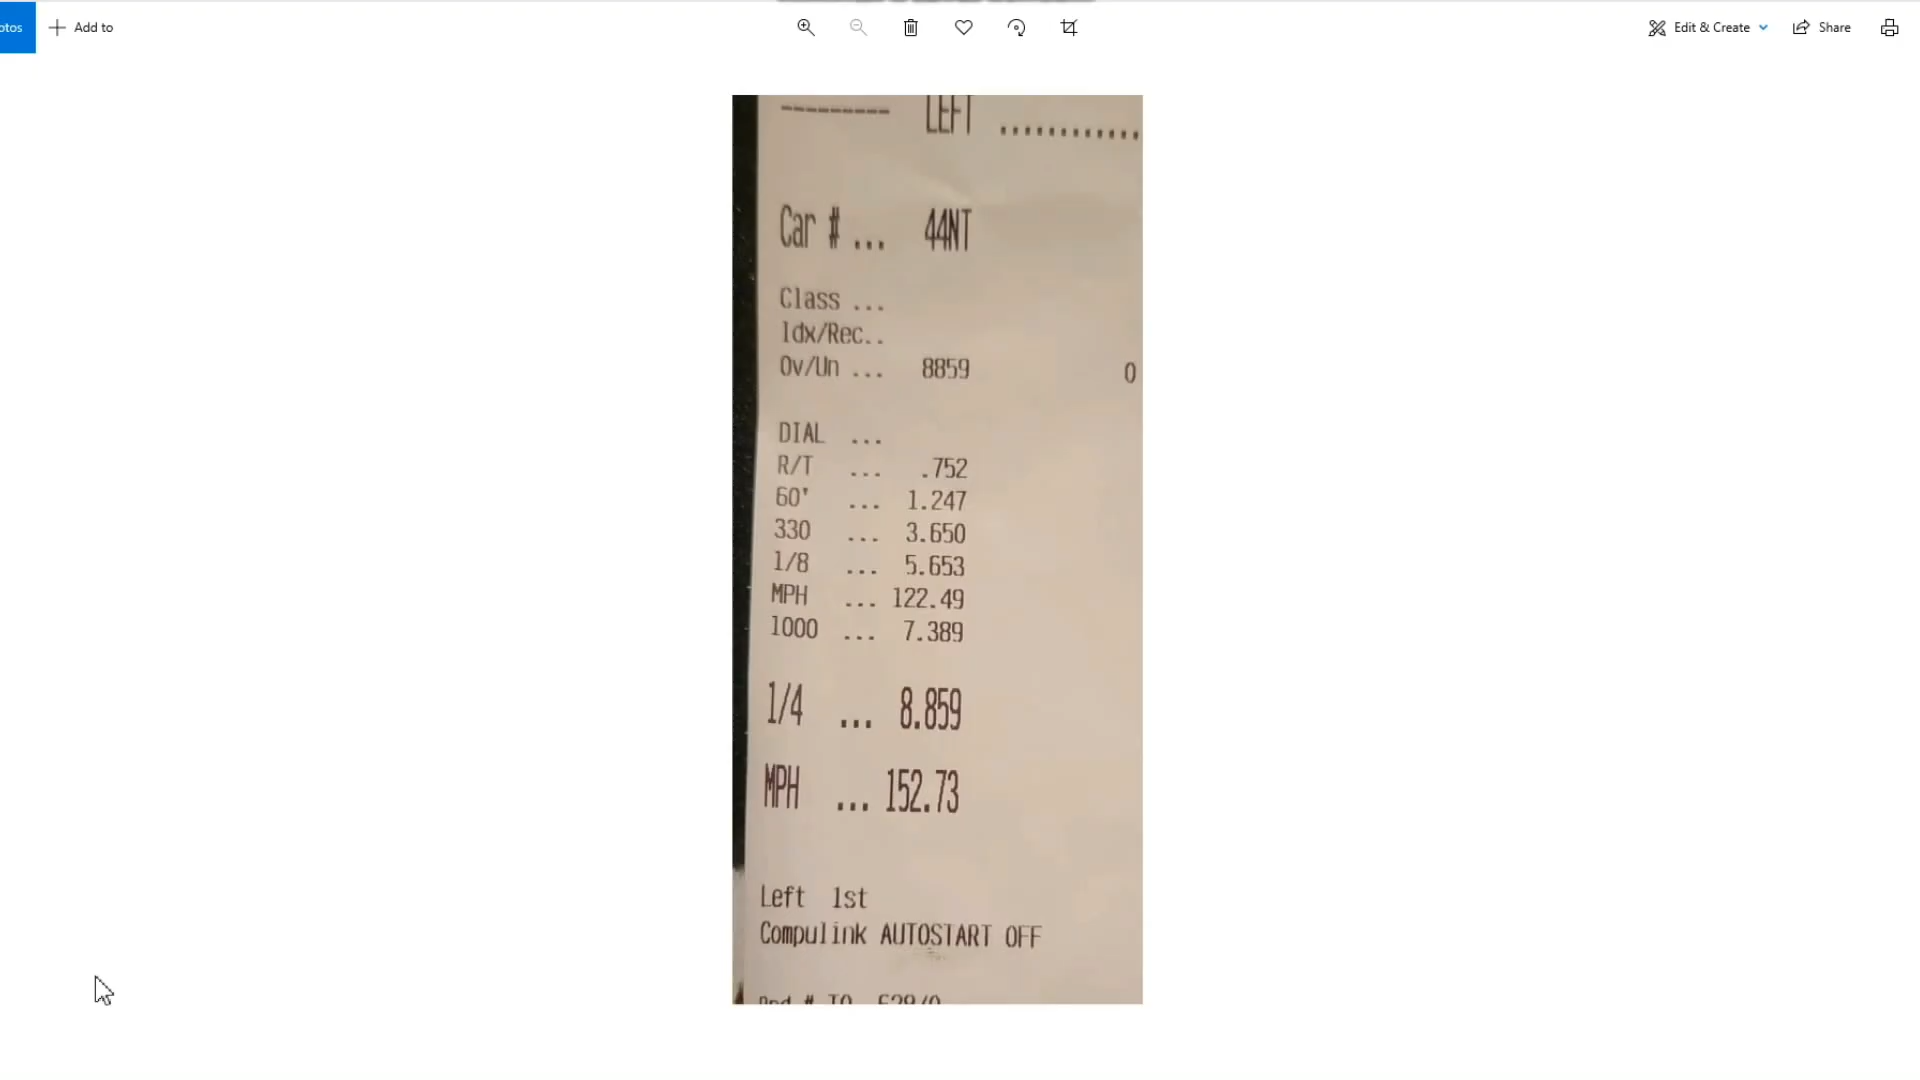 otos
Add to
Edit & Create
Share
--------- LEFT ............
Car # ... 44NT
Class ...
Idx/Rec..
Ov/Un ... 8859 0
DIAL ...
R/T ... .752
60' ... 1.247
330 ... 3.650
1/8 ... 5.653
MPH ... 122.49
1000 ... 7.389
1/4 ... 8.859
MPH ... 152.73
Left 1st
Compulink AUTOSTART OFF